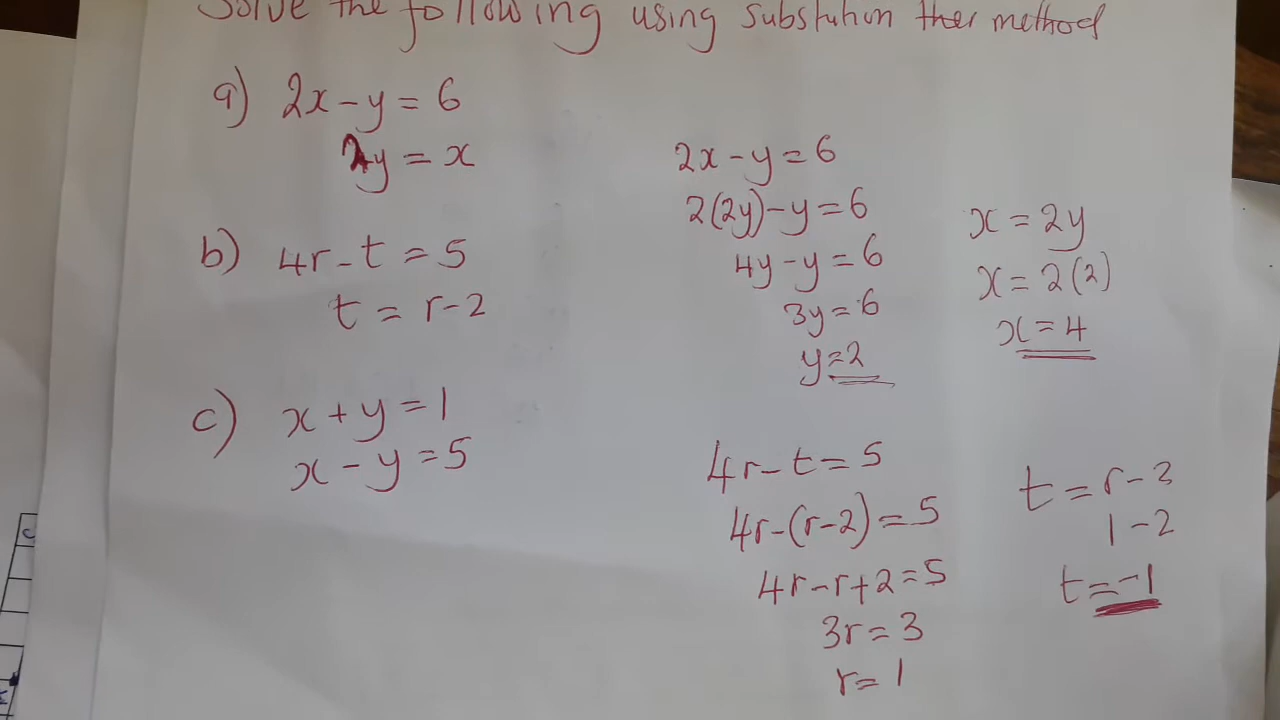 Solve the following using substution ther method
a) 2x - y = 6
2y = x
b) 4r - t = 5
t = r - 2
c) x + y = 1
x - y = 5
2x - y = 6
2(2y) - y = 6
4y - y = 6
3y = 6
y = 2
x = 2y
x = 2(2)
x = 4
4r - t = 5
4r - (r - 2) = 5
4r - r + 2 = 5
3r = 3
r = 1
t = r - 2
1 - 2
t = -1